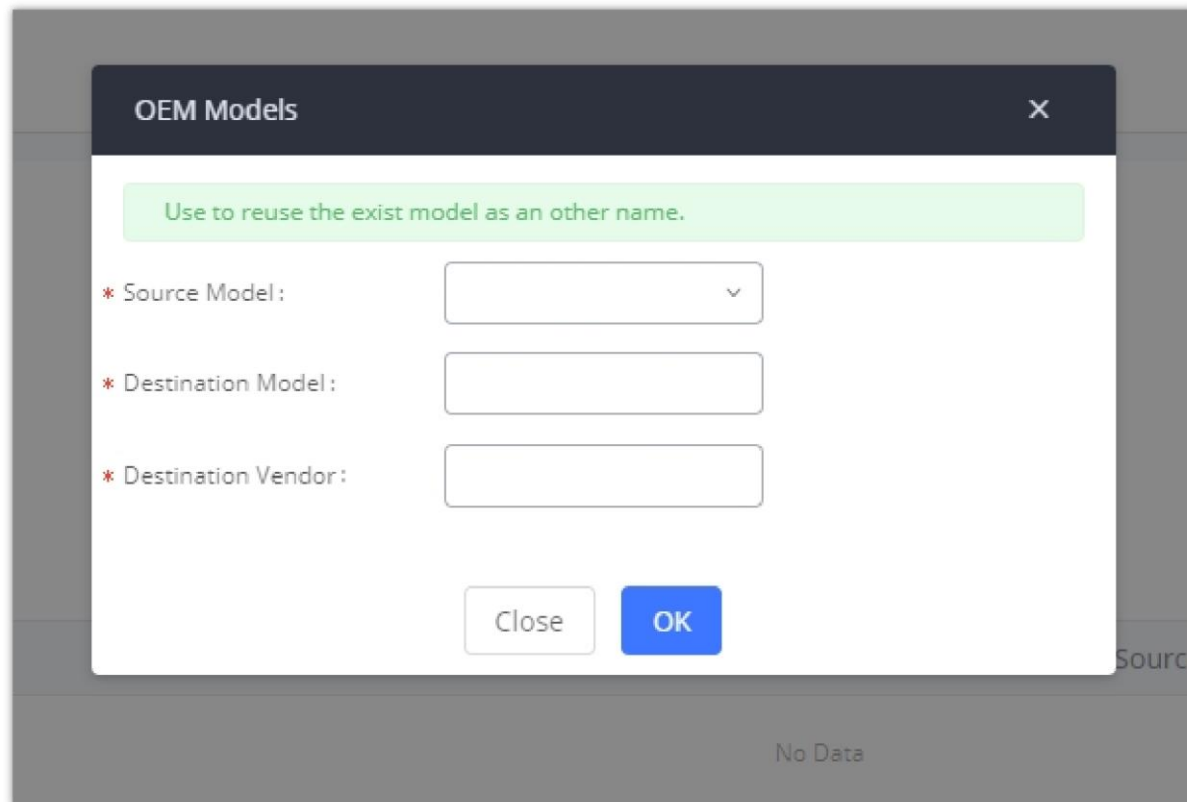 OEM Models
Use to reuse the exist model as an other name.
* Source Model :
* Destination Model :
* Destination Vendor :
Close OK
Sourc
No Data